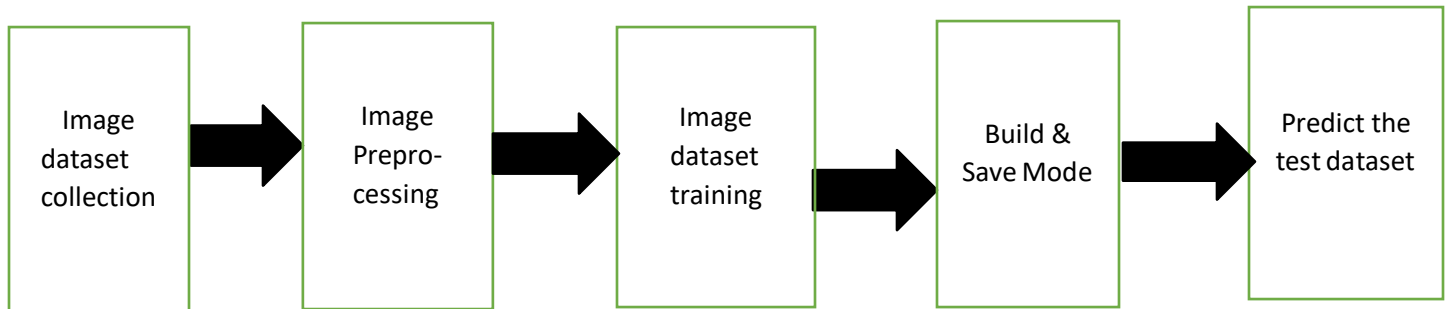 Image
dataset
collection
Image
Prepro-
cessing
Image
dataset
training
Build &
Save Mode
Predict the
test dataset